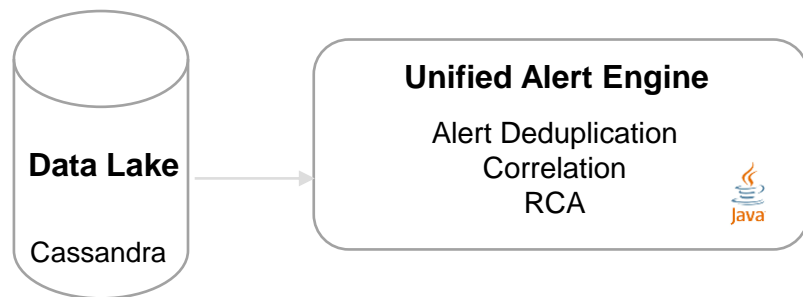 Data Lake
Cassandra
Unified Alert Engine
Alert Deduplication
Correlation
RCA
Java